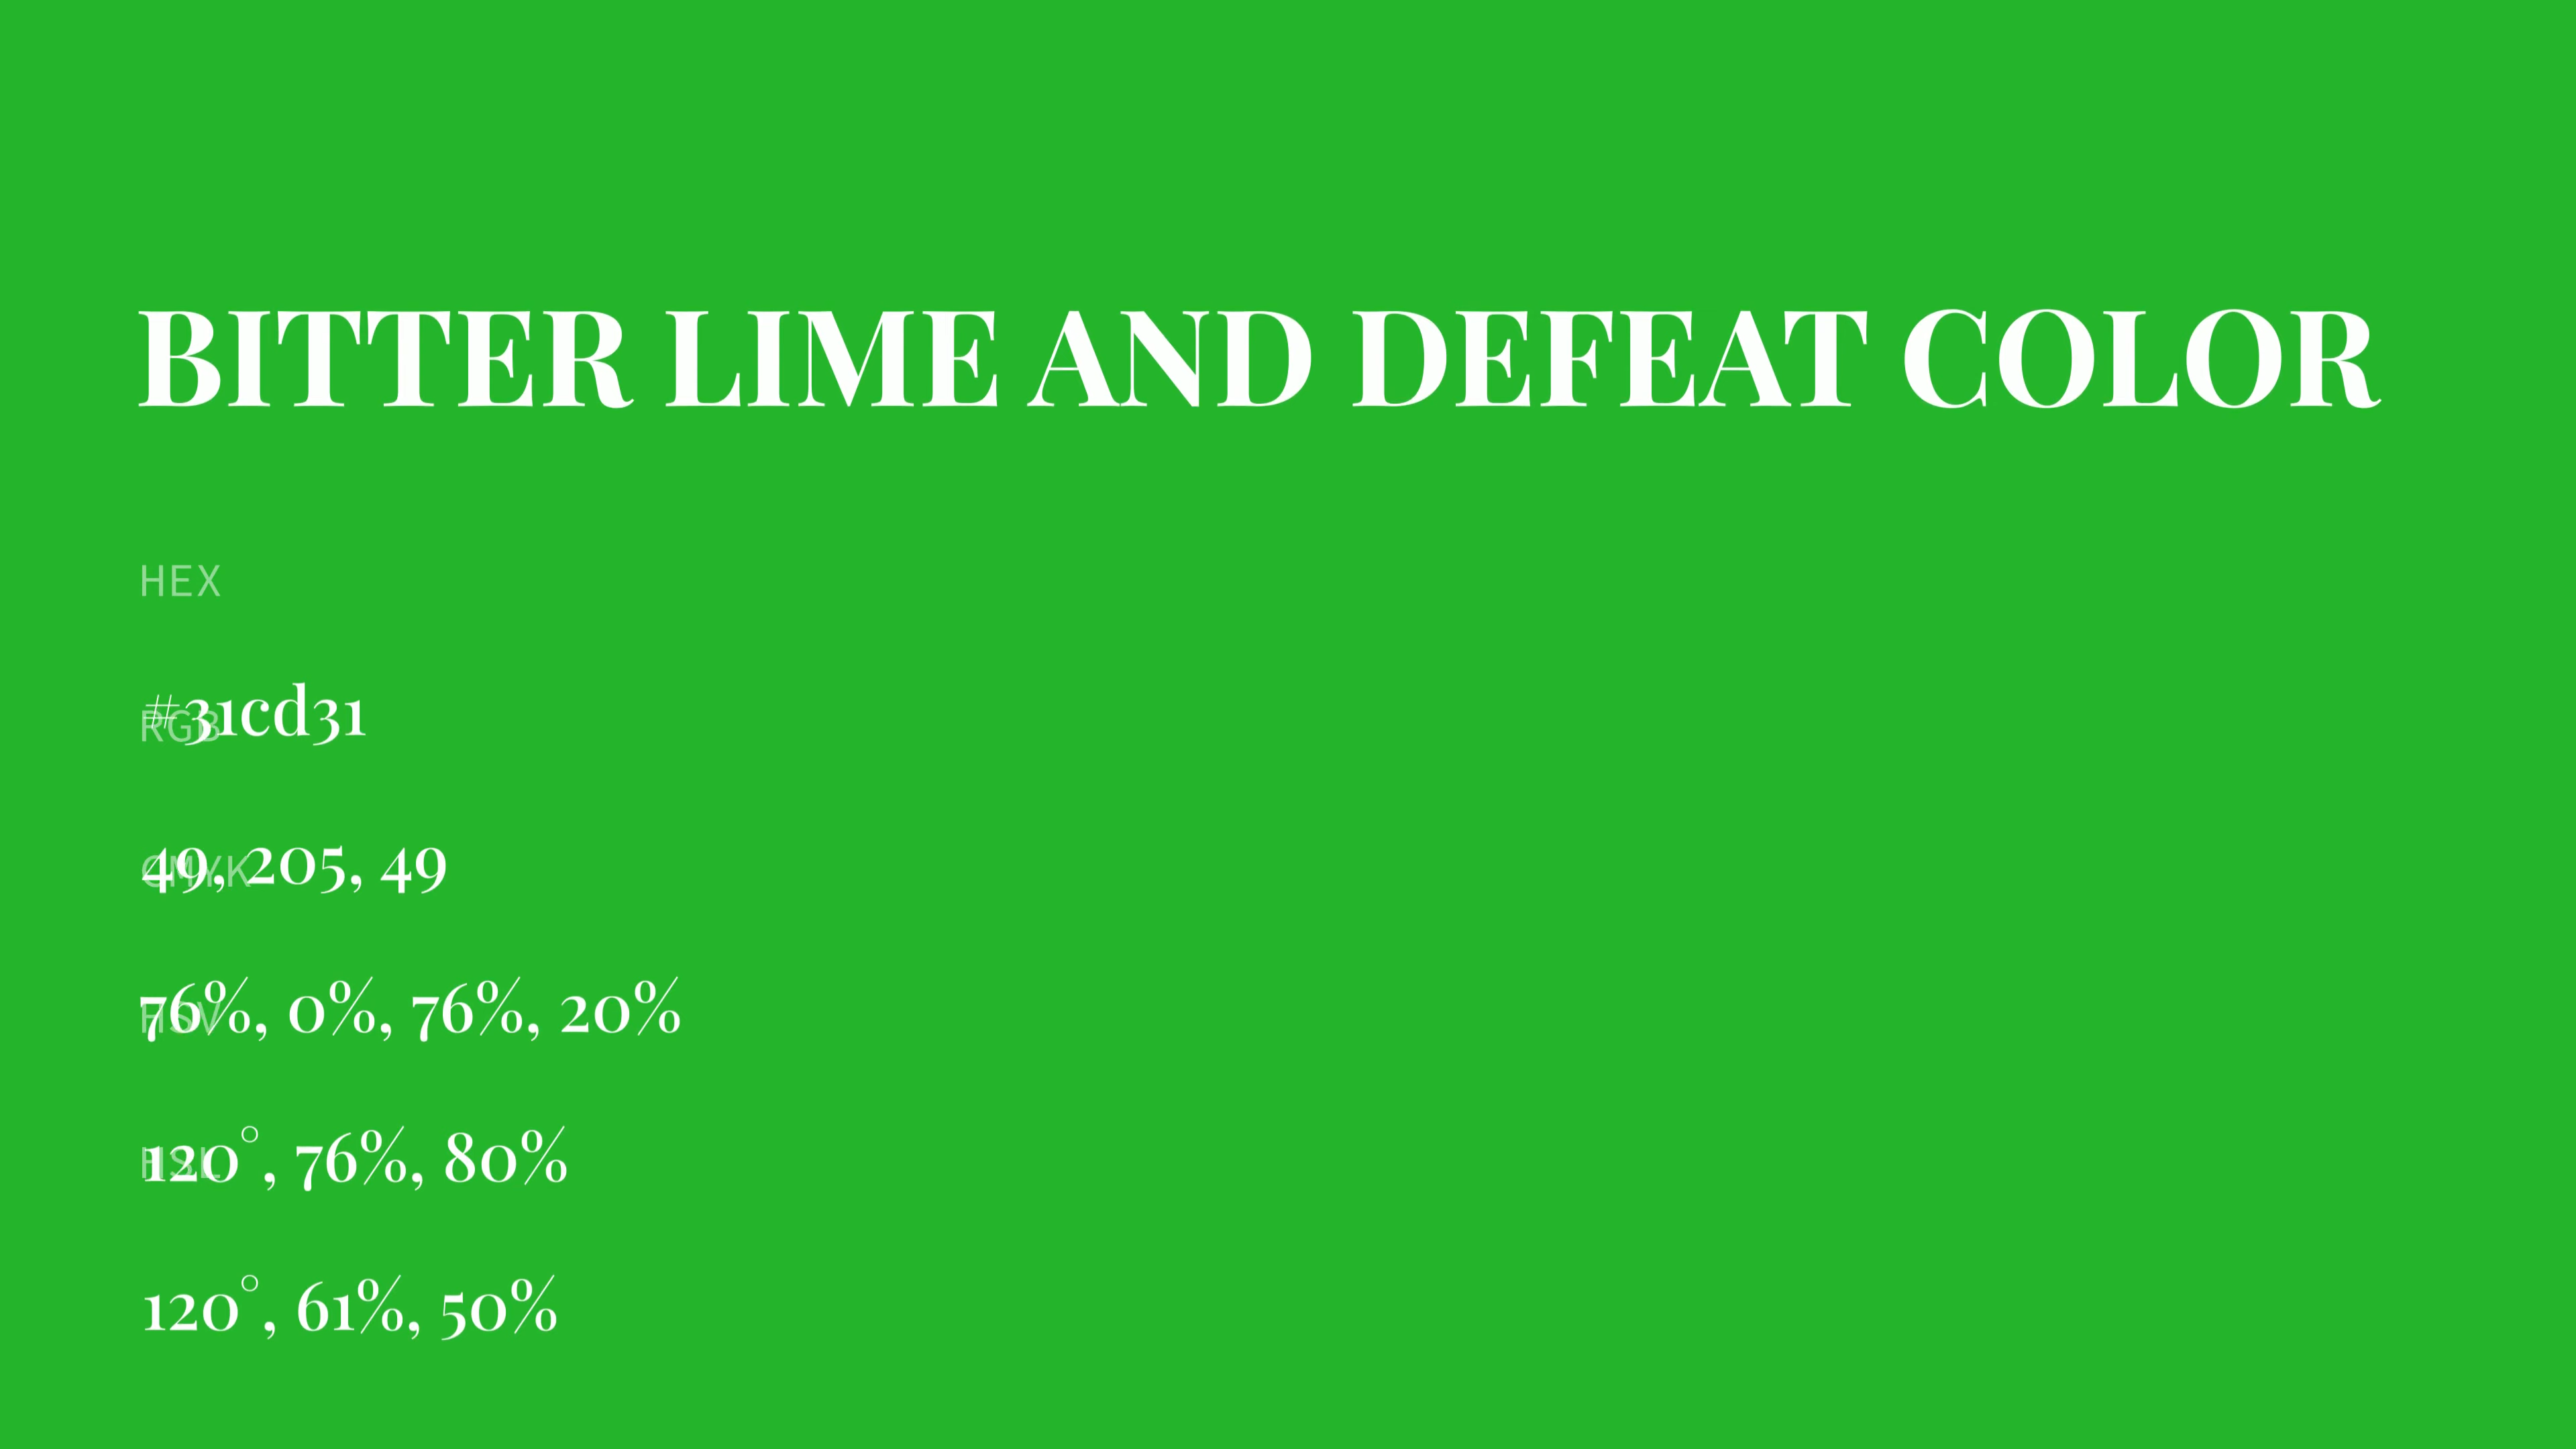 BITTER LIME AND DEFEAT COLOR
HEX
#31cd31
RGB
49, 205, 49
CMYK
76%, 0%, 76%, 20%
HSV
120°, 76%, 80%
HSL
120°, 61%, 50%